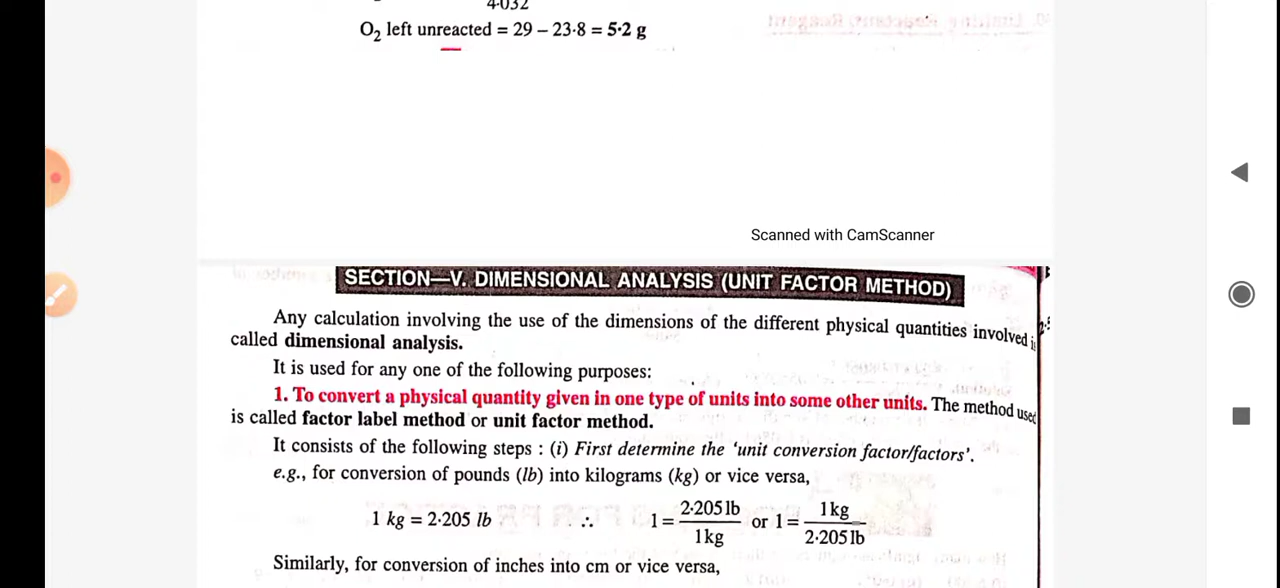 4·032
O2 left unreacted = 29 – 23·8 = 5·2 g
Scanned with CamScanner
SECTION—V. DIMENSIONAL ANALYSIS (UNIT FACTOR METHOD)
Any calculation involving the use of the dimensions of the different physical quantities involved
called dimensional analysis.
It is used for any one of the following purposes:
1. To convert a physical quantity given in one type of units into some other units. The method used
is called factor label method or unit factor method.
It consists of the following steps : (i) First determine the ‘unit conversion factor/factors’.
e.g., for conversion of pounds (lb) into kilograms (kg) or vice versa,
1 kg = 2·205 lb ∴ 1 = 2·205 lb / 1 kg or 1 = 1 kg / 2·205 lb
Similarly, for conversion of inches into cm or vice versa,